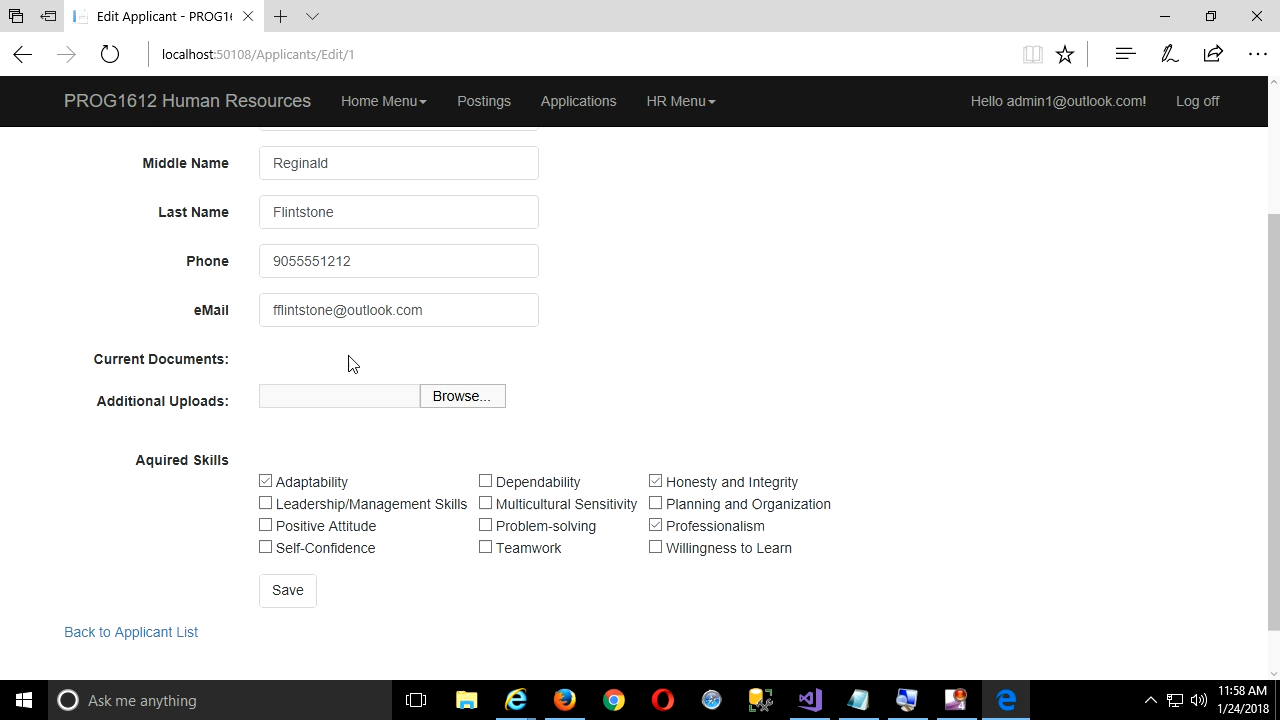 Edit Applicant - PROG16
localhost:50108/Applicants/Edit/1
PROG1612 Human Resources Home Menu Postings Applications HR Menu Hello admin1@outlook.com! Log off
Middle Name Reginald
Last Name Flintstone
Phone 9055551212
eMail fflintstone@outlook.com
Current Documents:
Additional Uploads: Browse...
Aquired Skills
Adaptability Dependability Honesty and Integrity
Leadership/Management Skills Multicultural Sensitivity Planning and Organization
Positive Attitude Problem-solving Professionalism
Self-Confidence Teamwork Willingness to Learn
Save
Back to Applicant List
Ask me anything
11:58 AM
1/24/2018